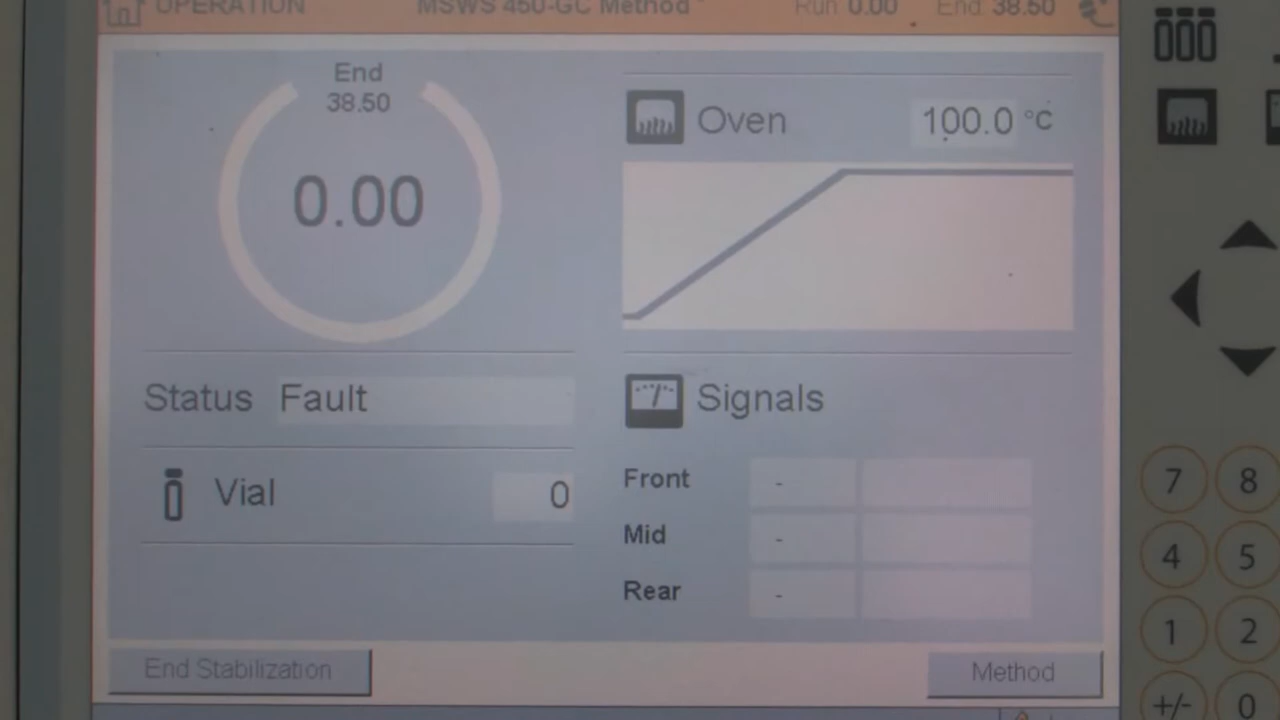 OPERATION MSWS 450-GC Method Run 0.00 End 38.50
End
38.50
0.00
Oven 100.0 °C
Status Fault
Signals
Vial 0
Front -
Mid -
Rear -
End Stabilization Method
7 8
4 5
1 2
+/- 0